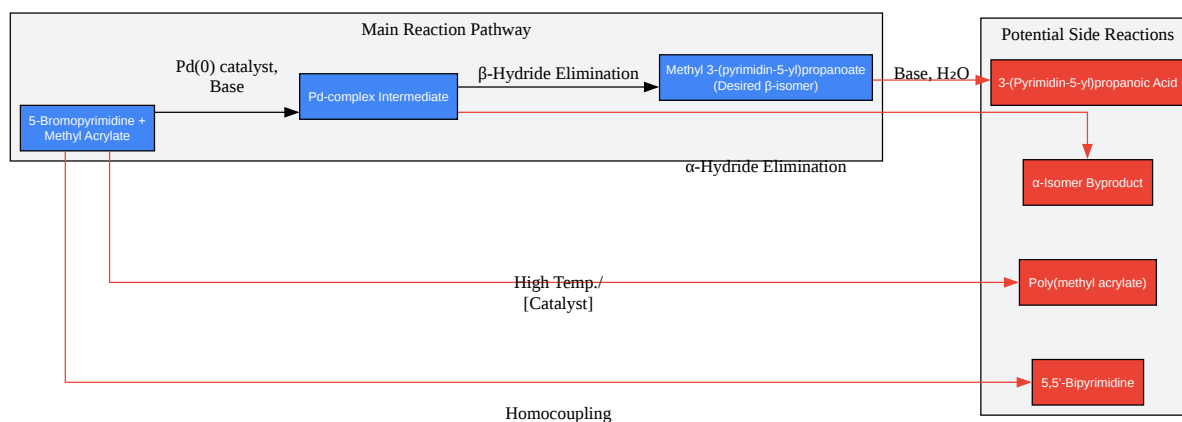 Main Reaction Pathway
Potential Side Reactions
Pd(0) catalyst,
Base
β-Hydride Elimination
Methyl 3-(pyrimidin-5-yl)propanoate
(Desired β-isomer)
Base, H₂O
3-(Pyrimidin-5-yl)propanoic Acid
Pd-complex Intermediate
5-Bromopyrimidine +
Methyl Acrylate
α-Hydride Elimination
α-Isomer Byproduct
High Temp./
[Catalyst]
Poly(methyl acrylate)
5,5'-Bipyrimidine
Homocoupling